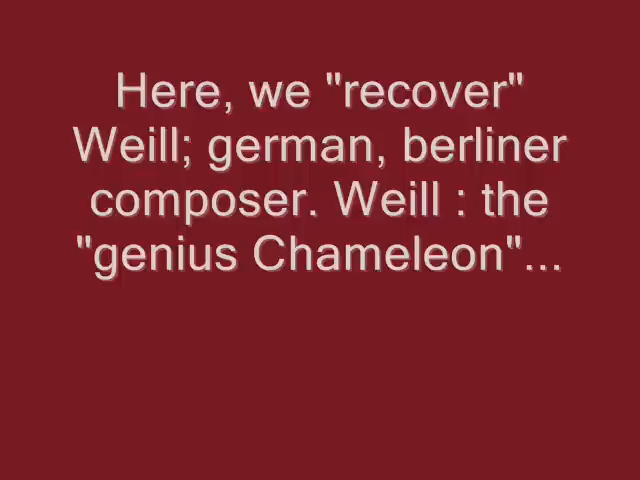 Here, we "recover"
Weill; german, berliner
composer. Weill : the
"genius Chameleon"...